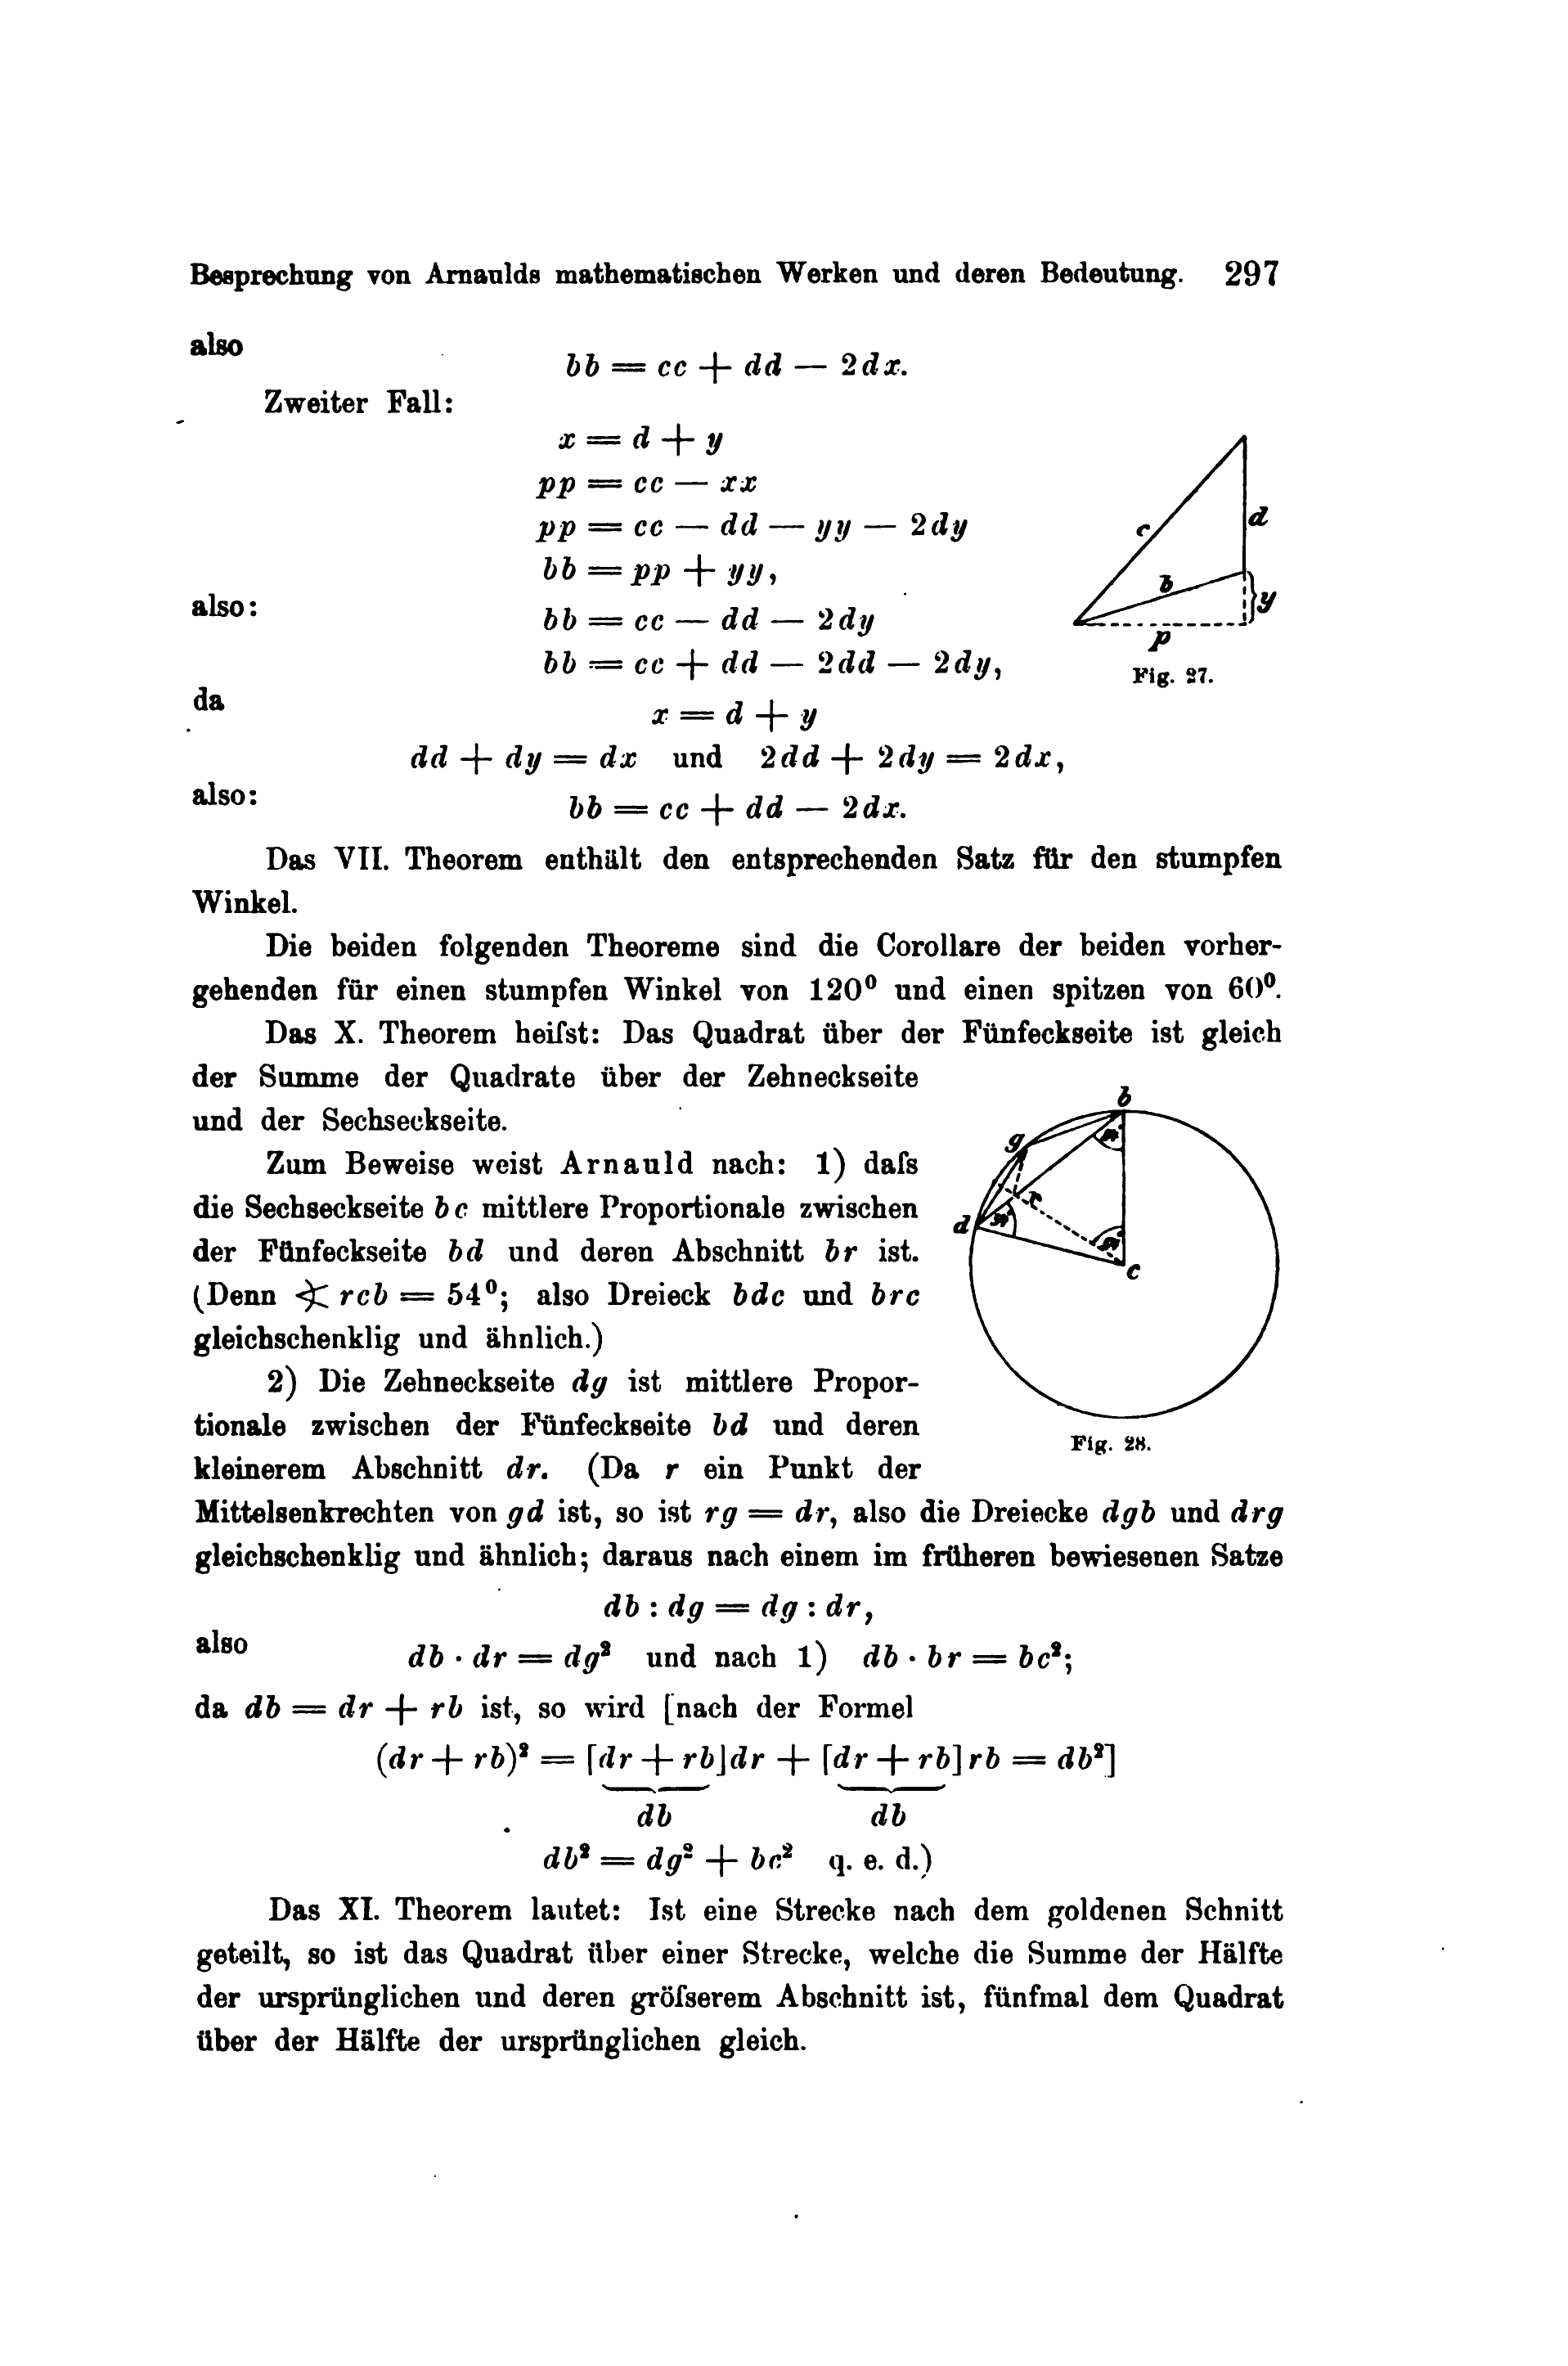 Besprechung von Arnaulds mathematischen Werken und deren Bedeutung. 297
also
bb = cc + dd — 2dx.
Zweiter Fall:
x = d + y
pp = cc — xx
pp = cc — dd — yy — 2dy
bb = pp + yy,
also:
bb = cc — dd — 2dy
bb = cc + dd — 2dd — 2dy,
c
d
b
y
p
Fig. 27.
da
x = d + y
dd + dy = dx und 2dd + 2dy = 2dx,
also:
bb = cc + dd — 2dx.
Das VII. Theorem enthält den entsprechenden Satz für den stumpfen
Winkel.
Die beiden folgenden Theoreme sind die Corollare der beiden vorher-
gehenden für einen stumpfen Winkel von 120⁰ und einen spitzen von 60⁰.
Das X. Theorem heifst: Das Quadrat über der Fünfeckseite ist gleich
der Summe der Quadrate über der Zehneckseite
und der Sechseckseite.
Zum Beweise weist Arnauld nach: 1) dafs
die Sechseckseite bc mittlere Proportionale zwischen
der Fünfeckseite bd und deren Abschnitt br ist.
(Denn ∢ rcb = 54⁰; also Dreieck bdc und brc
gleichschenklig und ähnlich.)
2) Die Zehneckseite dg ist mittlere Propor-
tionale zwischen der Fünfeckseite bd und deren
kleinerem Abschnitt dr. (Da r ein Punkt der
b
g
r
d
c
Fig. 28.
Mittelsenkrechten von gd ist, so ist rg = dr, also die Dreiecke dgb und drg
gleichschenklig und ähnlich; daraus nach einem im früheren bewiesenen Satze
db : dg = dg : dr,
also
db · dr = dg² und nach 1) db · br = bc²;
da db = dr + rb ist, so wird [nach der Formel
(dr + rb)² = [dr + rb]dr + [dr + rb]rb = db²]
db db
db² = dg² + bc² q. e. d.)
Das XI. Theorem lautet: Ist eine Strecke nach dem goldenen Schnitt
geteilt, so ist das Quadrat über einer Strecke, welche die Summe der Hälfte
der ursprünglichen und deren gröfserem Abschnitt ist, fünfmal dem Quadrat
über der Hälfte der ursprünglichen gleich.